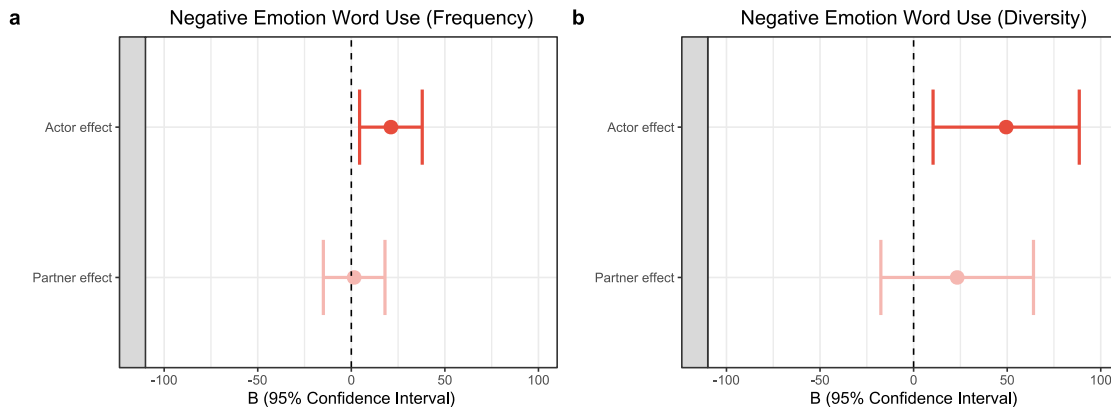 a
Negative Emotion Word Use (Frequency)
Actor effect
Partner effect
-100
-50
0
50
100
B (95% Confidence Interval)
b
Negative Emotion Word Use (Diversity)
Actor effect
Partner effect
-100
-50
0
50
100
B (95% Confidence Interval)